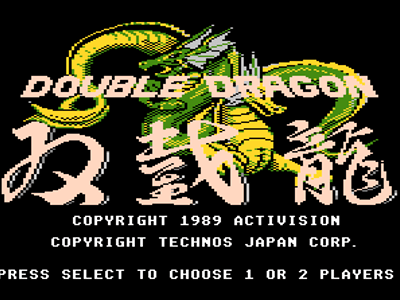 DOUBLE DRAGON
双截龍
COPYRIGHT 1989 ACTIVISION
COPYRIGHT TECHNOS JAPAN CORP.
PRESS SELECT TO CHOOSE 1 OR 2 PLAYERS